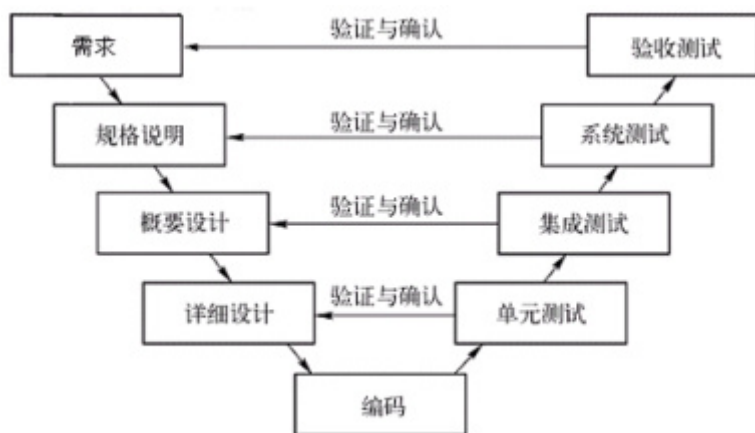 需求
验证与确认
验收测试
规格说明
验证与确认
系统测试
概要设计
验证与确认
集成测试
详细设计
验证与确认
单元测试
编码